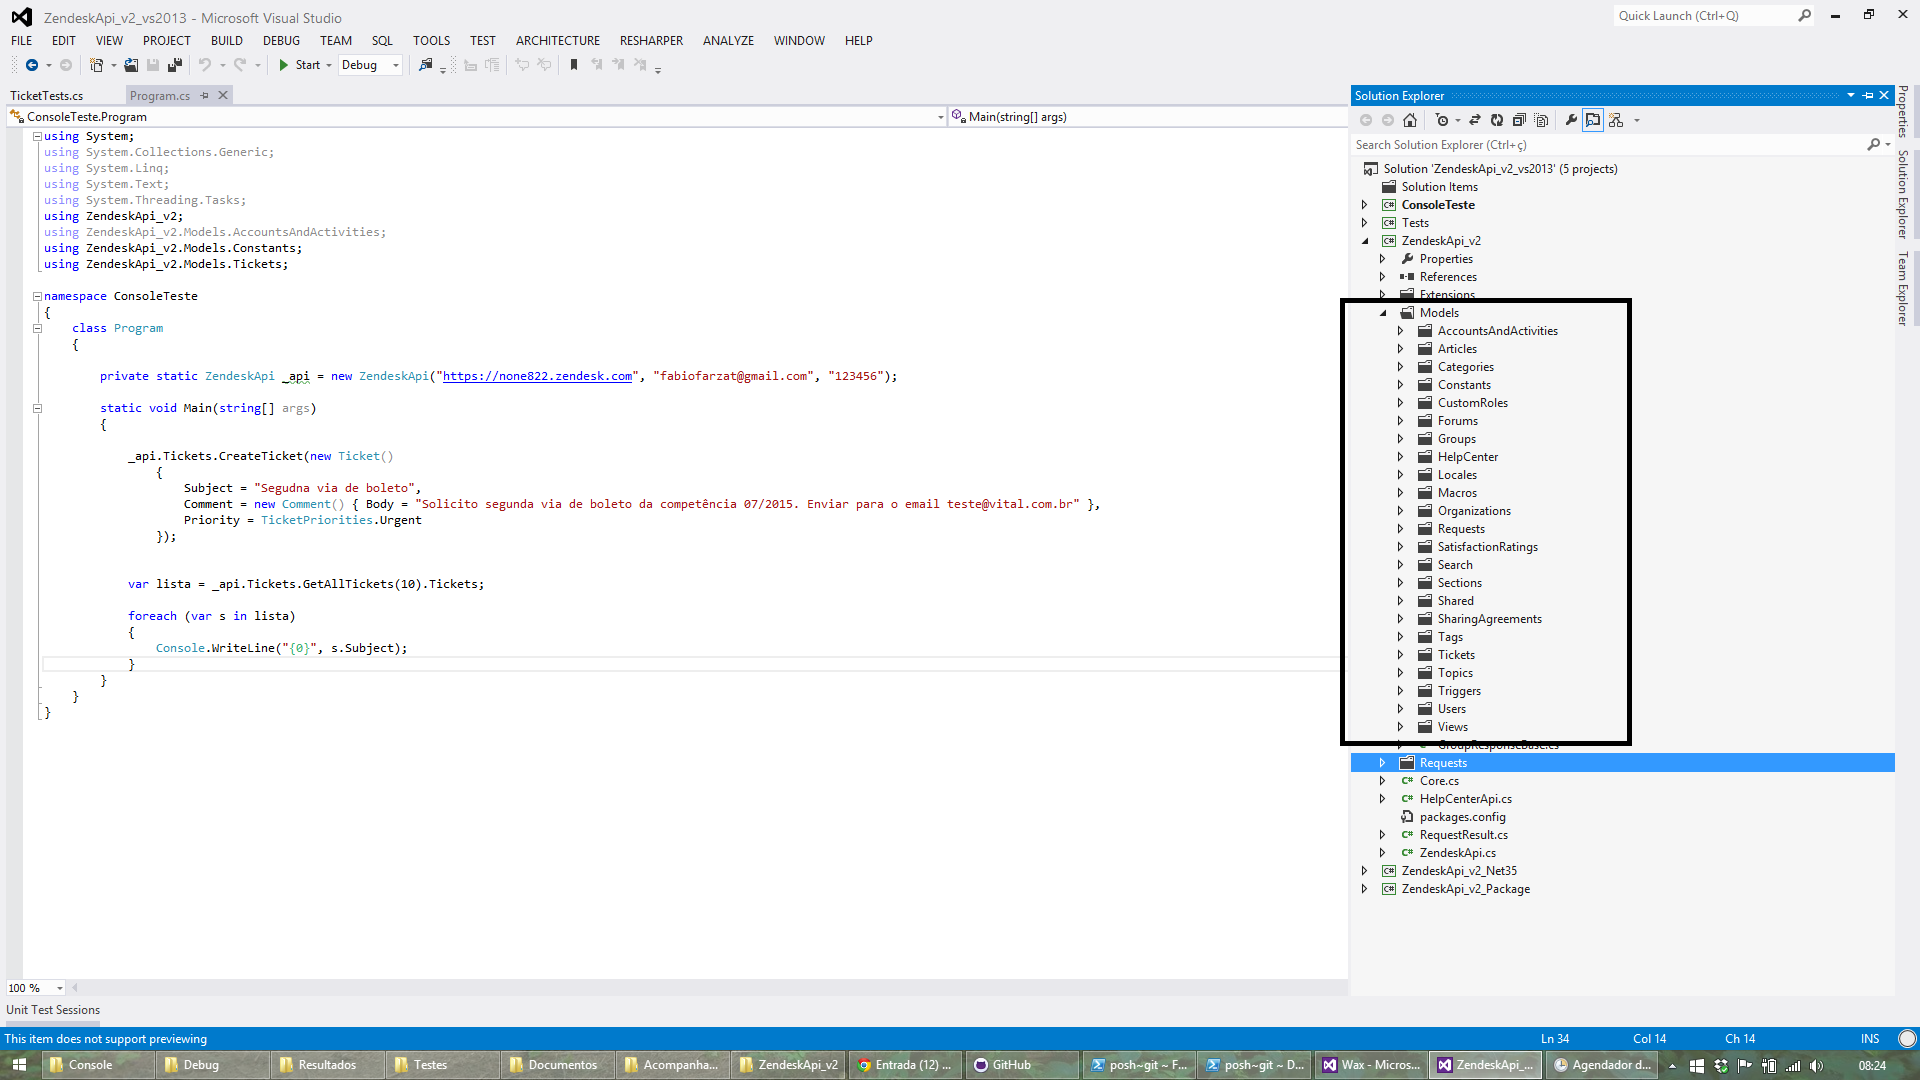 ZendeskApi_v2_vs2013 - Microsoft Visual Studio
Quick Launch (Ctrl+Q)
FILE EDIT VIEW PROJECT BUILD DEBUG TEAM SQL TOOLS TEST ARCHITECTURE RESHARPER ANALYZE WINDOW HELP
Start Debug
TicketTests.cs Program.cs
ConsoleTeste.Program Main(string[] args)
using System;
using System.Collections.Generic;
using System.Linq;
using System.Text;
using System.Threading.Tasks;
using ZendeskApi_v2;
using ZendeskApi_v2.Models.AccountsAndActivities;
using ZendeskApi_v2.Models.Constants;
using ZendeskApi_v2.Models.Tickets;
namespace ConsoleTeste
{
class Program
{
private static ZendeskApi _api = new ZendeskApi("https://none822.zendesk.com", "fabiofarzat@gmail.com", "123456");
static void Main(string[] args)
{
_api.Tickets.CreateTicket(new Ticket()
{
Subject = "Segudna via de boleto",
Comment = new Comment() { Body = "Solicito segunda via de boleto da competência 07/2015. Enviar para o email teste@vital.com.br" },
Priority = TicketPriorities.Urgent
});
var lista = _api.Tickets.GetAllTickets(10).Tickets;
foreach (var s in lista)
{
Console.WriteLine("{0}", s.Subject);
}
}
}
}
100 %
Unit Test Sessions
Solution Explorer
Search Solution Explorer (Ctrl+ç)
Solution 'ZendeskApi_v2_vs2013' (5 projects)
Solution Items
C# ConsoleTeste
C# Tests
C# ZendeskApi_v2
Properties
References
Extensions
Models
AccountsAndActivities
Articles
Categories
Constants
CustomRoles
Forums
Groups
HelpCenter
Locales
Macros
Organizations
Requests
SatisfactionRatings
Search
Sections
Shared
SharingAgreements
Tags
Tickets
Topics
Triggers
Users
Views
GroupResponseBase.cs
Requests
C# Core.cs
C# HelpCenterApi.cs
packages.config
C# RequestResult.cs
C# ZendeskApi.cs
C# ZendeskApi_v2_Net35
C# ZendeskApi_v2_Package
Properties
Solution Explorer
Team Explorer
This item does not support previewing
Ln 34 Col 14 Ch 14 INS
Console Debug Resultados Testes Documentos Acompanha... ZendeskApi_v2 Entrada (12) ... GitHub posh~git ~ F... posh~git ~ D... Wax - Micros... ZendeskApi_... Agendador d... 08:24